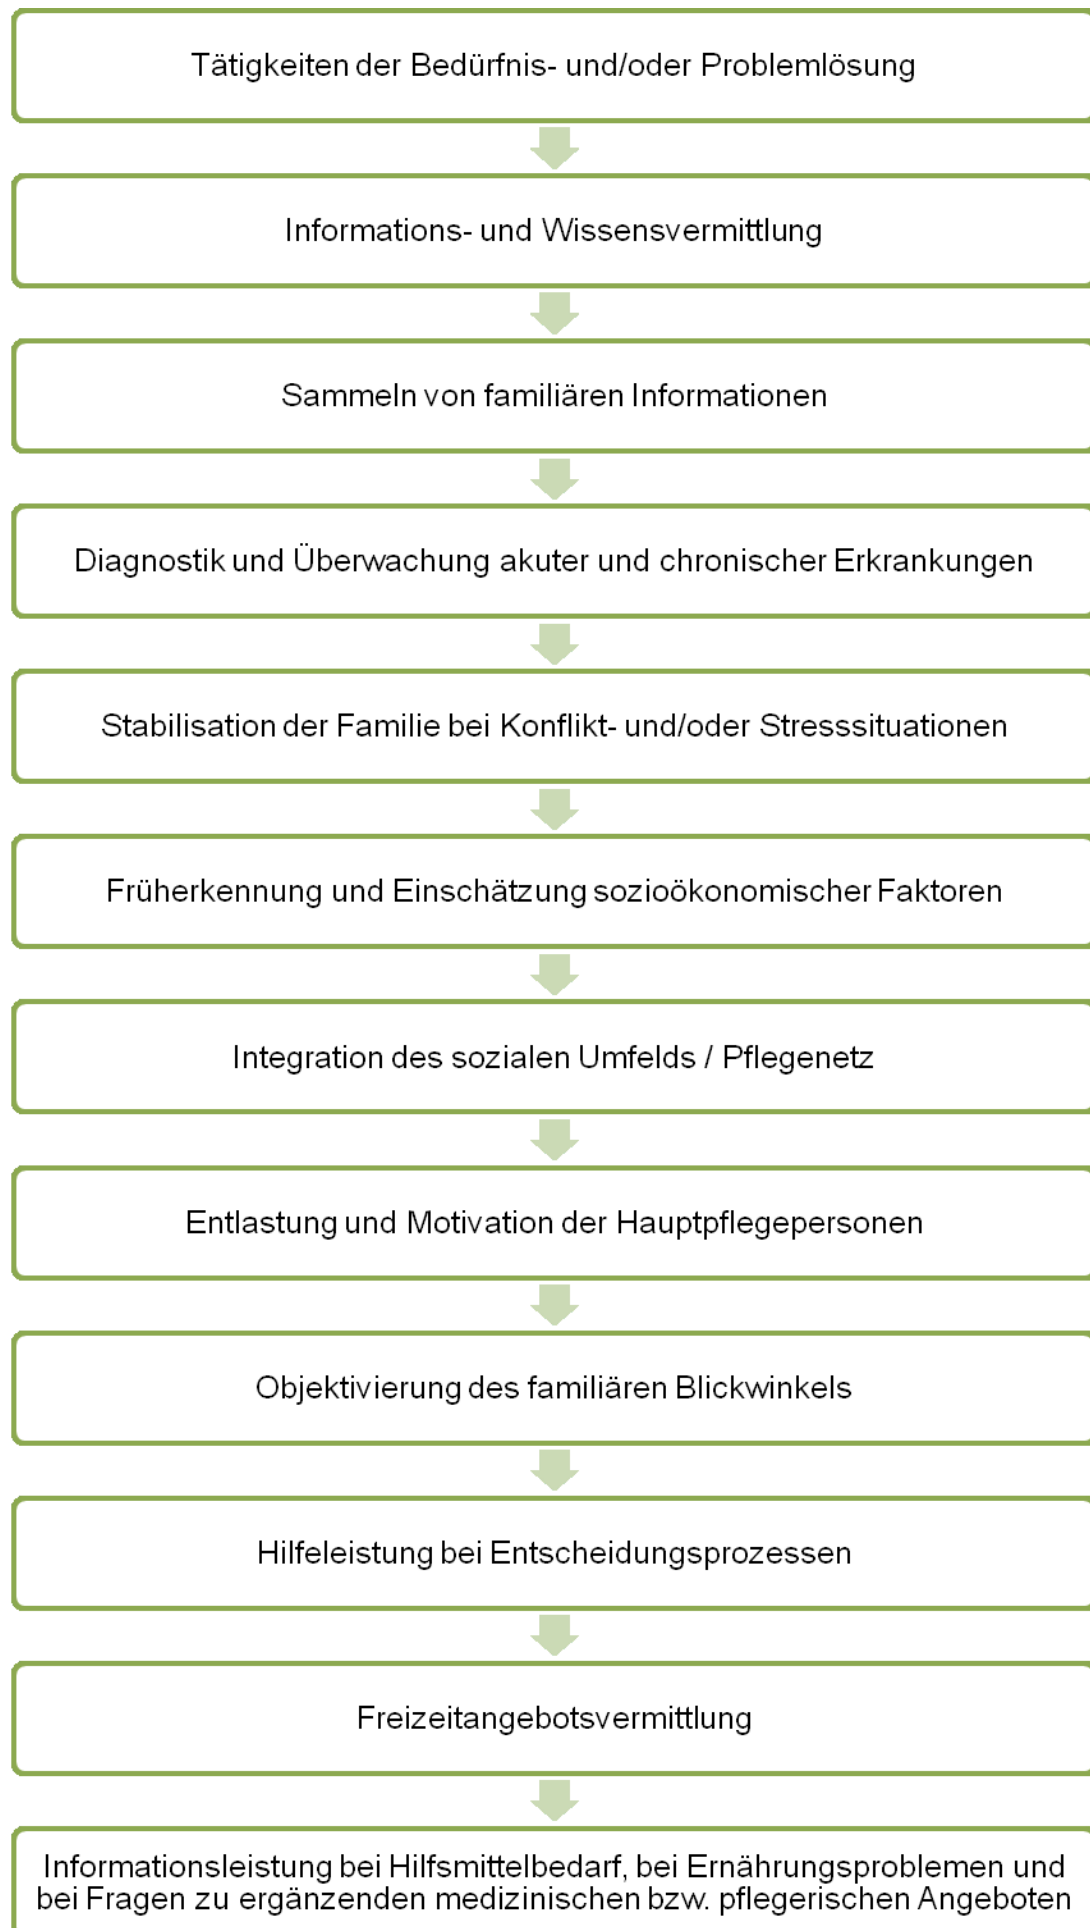 Tätigkeiten der Bedürfnis- und/oder Problemlösung
Informations- und Wissensvermittlung
Sammeln von familiären Informationen
Diagnostik und Überwachung akuter und chronischer Erkrankungen
Stabilisation der Familie bei Konflikt- und/oder Stresssituationen
Früherkennung und Einschätzung sozioökonomischer Faktoren
Integration des sozialen Umfelds / Pflegenetz
Entlastung und Motivation der Hauptpflegepersonen
Objektivierung des familiären Blickwinkels
Hilfeleistung bei Entscheidungsprozessen
Freizeitangebotsvermittlung
Informationsleistung bei Hilfsmittelbedarf, bei Ernährungsproblemen und
bei Fragen zu ergänzenden medizinischen bzw. pflegerischen Angeboten